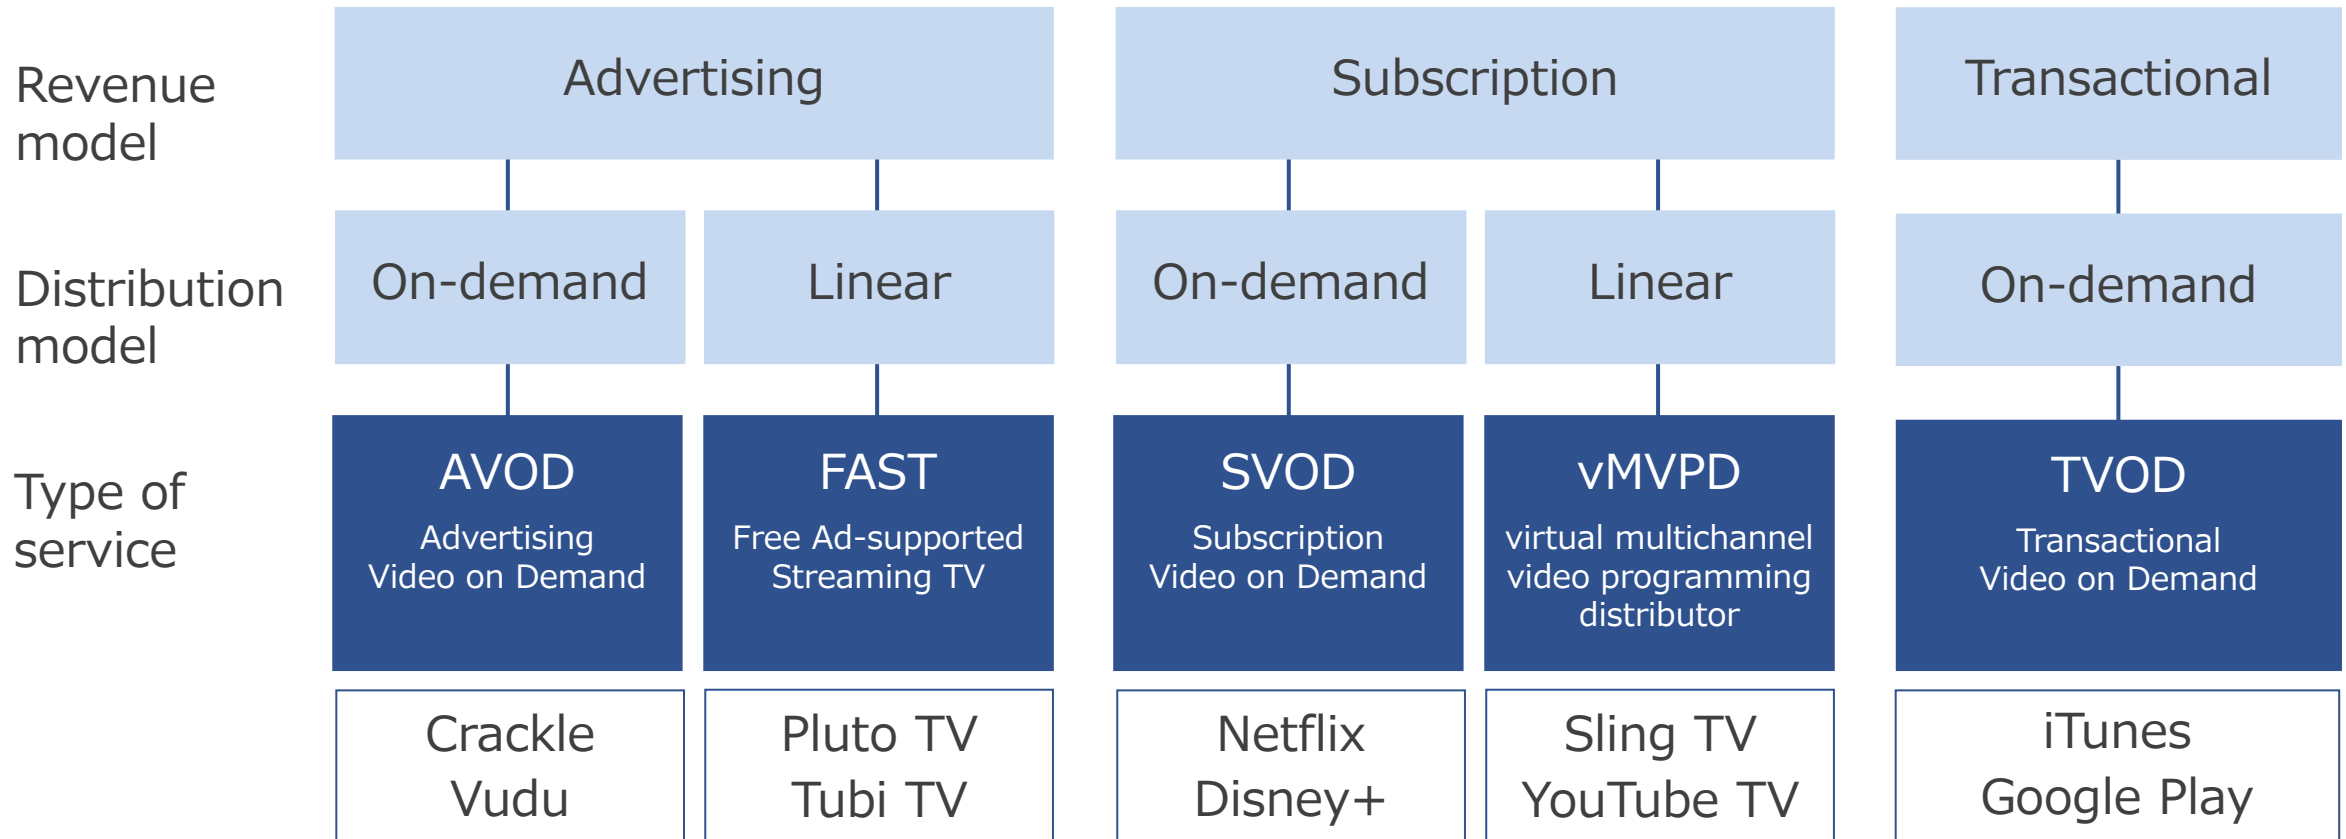 Revenue
model
Advertising
Subscription
Transactional
Distribution
model
On-demand
Linear
On-demand
Linear
On-demand
Type of
service
AVOD
Advertising
Video on Demand
FAST
Free Ad-supported
Streaming TV
SVOD
Subscription
Video on Demand
vMVPD
virtual multichannel
video programming
distributor
TVOD
Transactional
Video on Demand
Crackle
Vudu
Pluto TV
Tubi TV
Netflix
Disney+
Sling TV
YouTube TV
iTunes
Google Play